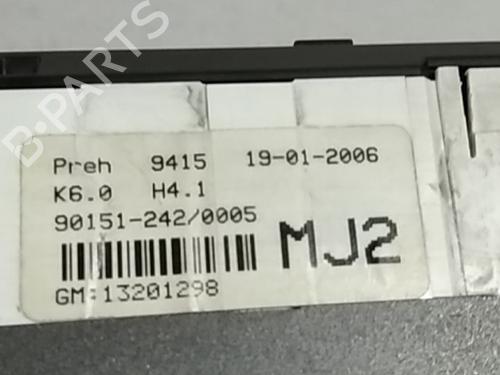 B-PARTS
Preh 9415 19-01-2006
K6.0 H4.1
90151-242/0005
MJ2
GM:13201298